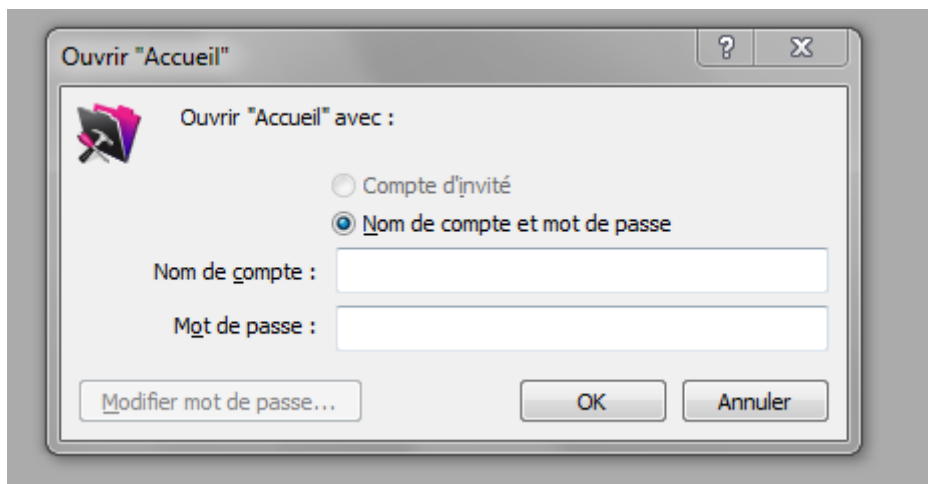 Ouvrir "Accueil"
Ouvrir "Accueil" avec :
Compte d'invité
Nom de compte et mot de passe
Nom de compte :
Mot de passe :
Modifier mot de passe... OK Annuler